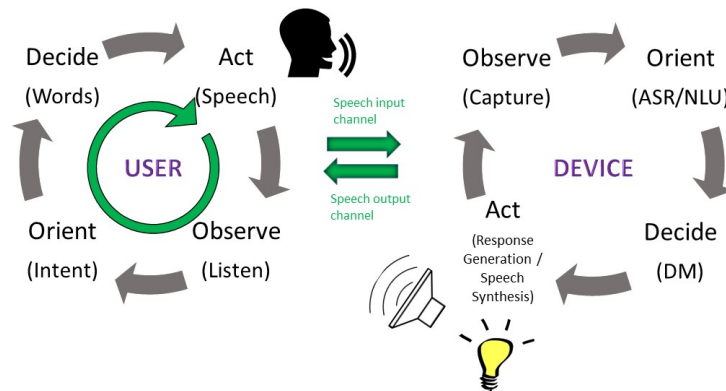 Decide
(Words)
Act
(Speech)
USER
Orient
(Intent)
Observe
(Listen)
Speech input
channel
Speech output
channel
Observe
(Capture)
Orient
(ASR/NLU)
DEVICE
Act
(Response
Generation /
Speech
Synthesis)
Decide
(DM)